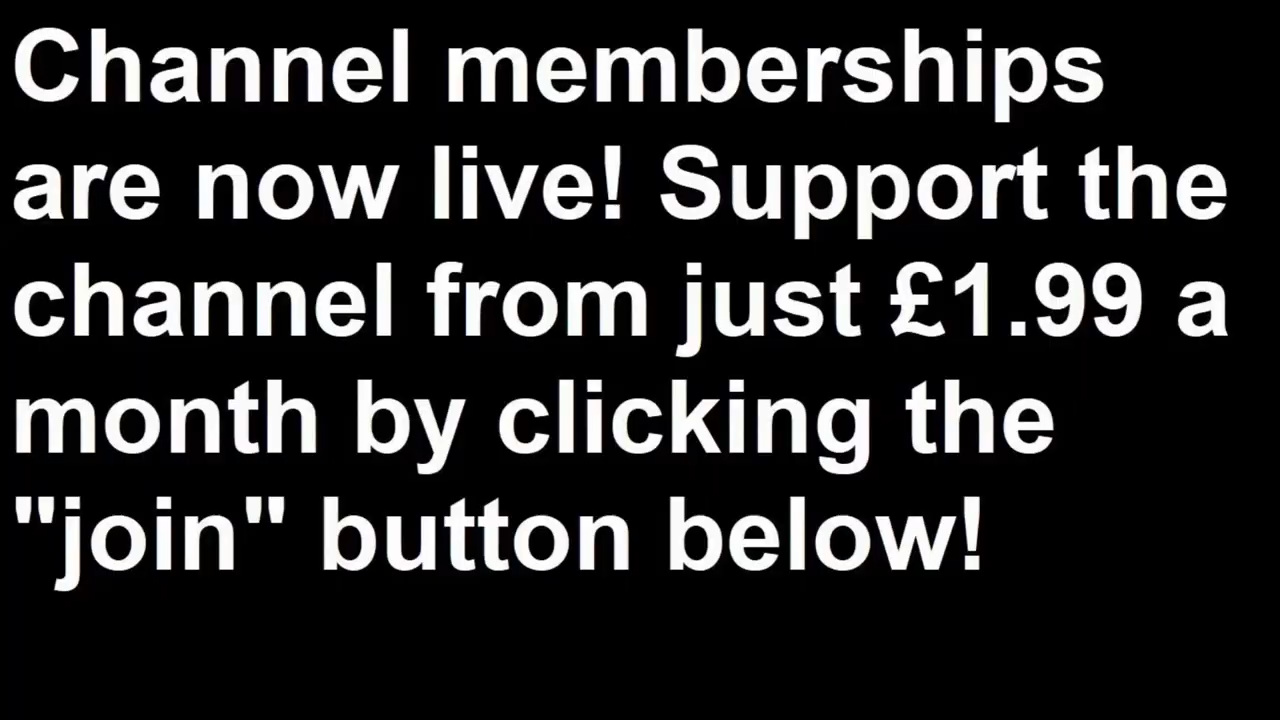 Channel memberships
are now live! Support the
channel from just £1.99 a
month by clicking the
"join" button below!